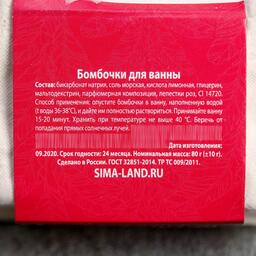 Бомбочки для ванны
Состав: бикарбонат натрия, соль морская, кислота лимонная, глицерин,
мальтодекстрин, парфюмерная композиция, лепестки роз, CI 14720.
Способ применения: опустите бомбочки в ванну, наполненную водой
(t воды 36-38°С), и дайте им полностью раствориться. Принимайте ванну
15-20 минут. Хранить при температуре не выше 40 °С. Беречь от
попадания прямых солнечных лучей.
Дата изготовления:
09.2020. Срок годности: 24 месяца. Номинальная масса: 80 г (±10 г).
Сделано в России. ГОСТ 32851-2014. ТР ТС 009/2011.
SIMA-LAND.RU